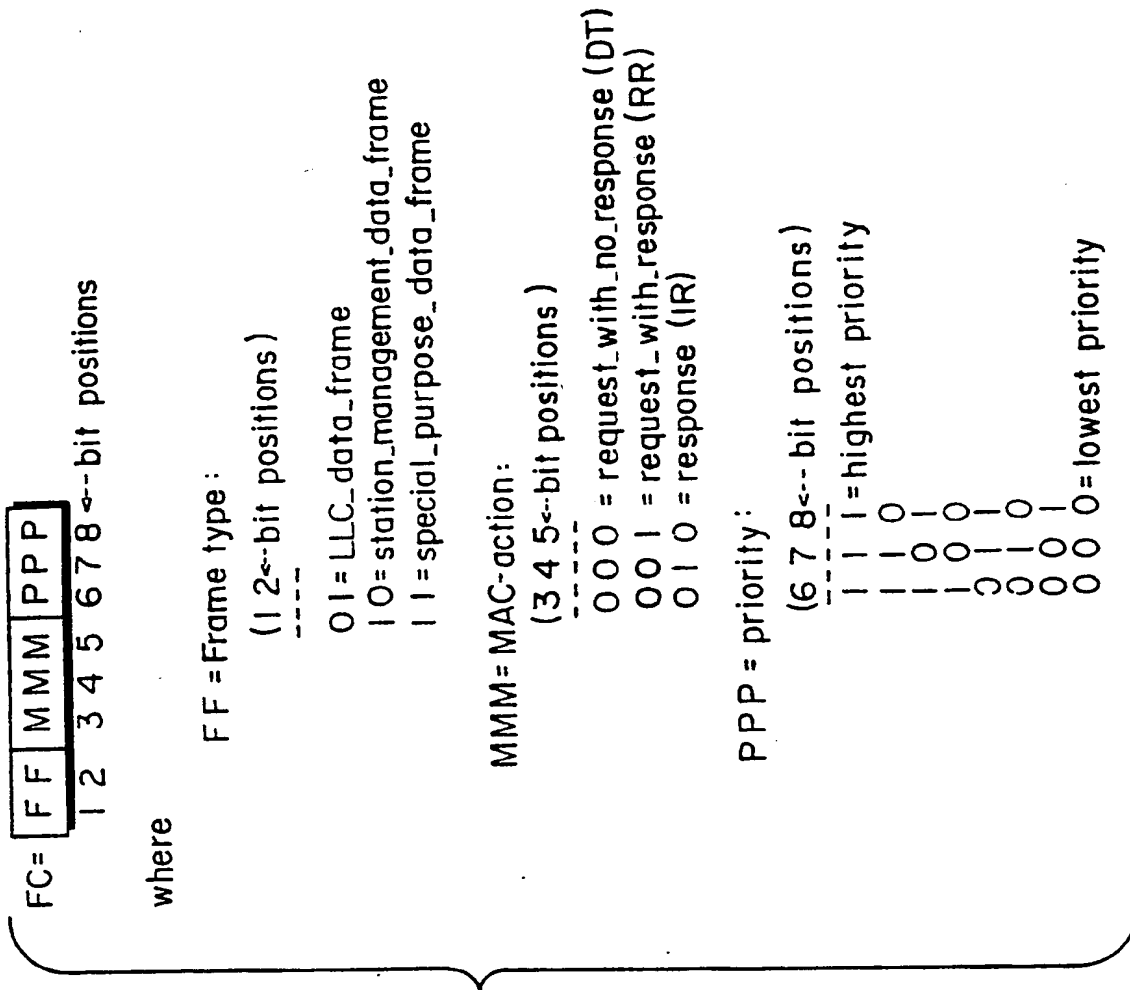 FC= F F M M M P P P
1 2 3 4 5 6 7 8 <--bit positions
where
FF = Frame type:
(1 2<--bit positions)
----
0 1 = LLC_data_frame
1 0 = station_management_data_frame
1 1 = special_purpose_data_frame
MMM = MAC-action:
(3 4 5<--bit positions)
-----
0 0 0 = request_with_no_response (DT)
0 0 1 = request_with_response (RR)
0 1 0 = response (IR)
PPP = priority:
(6 7 8<--bit positions)
-----
1 1 1 = highest priority
1 1 0
1 0 1
1 0 0
0 1 1
0 1 0
0 0 1
0 0 0 = lowest priority